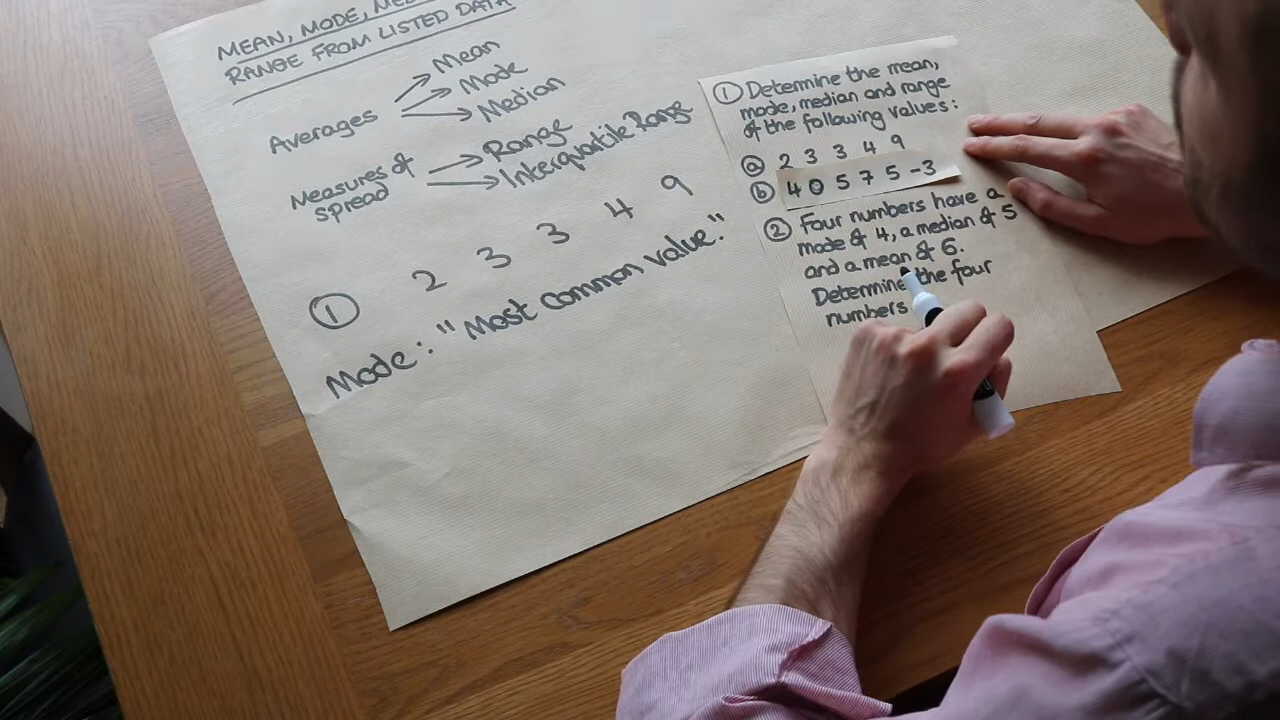 MEAN, MODE,
RANGE FROM LISTED DATA
Averages
Mean
Mode
Median
Measures of
spread
Range
Interquartile Range
① 2 3 3 4 9
Mode: "Most common value."
① Determine the mean,
mode, median and range
of the following values:
ⓐ 2 3 3 4 9
ⓑ 4 0 5 7 5 -3
② Four numbers have a
mode of 4, a median of 5
and a mean of 6.
Determine the four
numbers